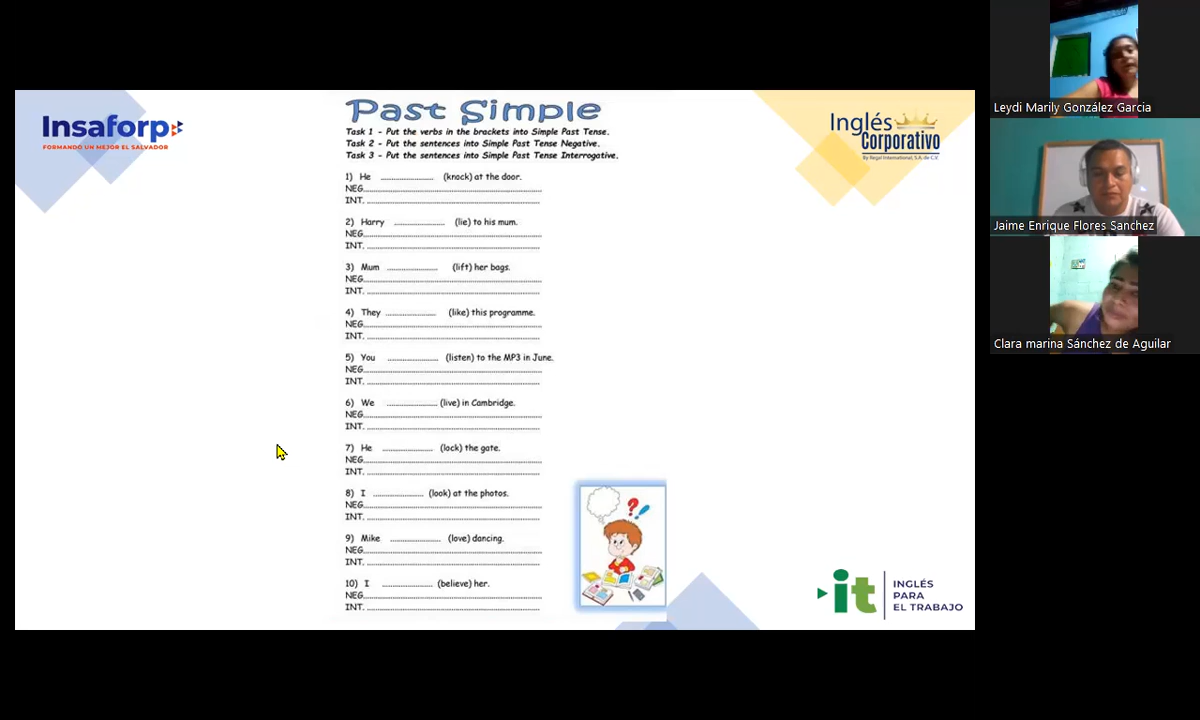 Insaforp
FORMANDO UN MEJOR EL SALVADOR
Past Simple
Task 1 - Put the verbs in the brackets into Simple Past Tense.
Task 2 - Put the sentences into Simple Past Tense Negative.
Task 3 - Put the sentences into Simple Past Tense Interrogative.
Inglés
Corporativo
By Regal International, S.A. de C.V.
1) He ........................ (knock) at the door.
NEG................................................................................
INT. ..............................................................................
2) Harry ....................... (lie) to his mum.
NEG................................................................................
INT. ..............................................................................
3) Mum ....................... (lift) her bags.
NEG................................................................................
INT. ..............................................................................
4) They ....................... (like) this programme.
NEG................................................................................
INT. ..............................................................................
5) You ....................... (listen) to the MP3 in June.
NEG................................................................................
INT. ..............................................................................
6) We ....................... (live) in Cambridge.
NEG................................................................................
INT. ..............................................................................
7) He ....................... (lock) the gate.
NEG................................................................................
INT. ..............................................................................
8) I ....................... (look) at the photos.
NEG................................................................................
INT. ..............................................................................
9) Mike ....................... (love) dancing.
NEG................................................................................
INT. ..............................................................................
10) I ....................... (believe) her.
NEG................................................................................
INT. ..............................................................................
it
INGLÉS
PARA
EL TRABAJO
Leydi Marily González Garcia
Jaime Enrique Flores Sanchez
Clara marina Sánchez de Aguilar